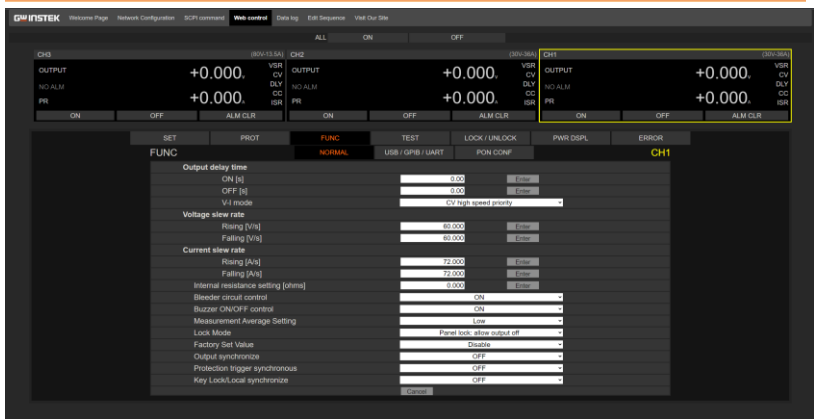 GW INSTEK Welcome Page Network Configuration SCPI command Web control Data log Edit Sequence Visit Our Site
ALL ON OFF
CH3 (80V-13.5A) CH2 (30V-36A) CH1 (30V-36A)
OUTPUT +0.000V VSR CV OUTPUT +0.000V VSR CV OUTPUT +0.000V VSR CV
NO ALM DLY NO ALM DLY NO ALM DLY
PR +0.000A CC ISR PR +0.000A CC ISR PR +0.000A CC ISR
ON OFF ALM CLR ON OFF ALM CLR ON OFF ALM CLR
SET PROT FUNC TEST LOCK / UNLOCK PWR DSPL ERROR
FUNC NORMAL USB / GPIB / UART PON CONF CH1
Output delay time
ON [s] 0.00 Enter
OFF [s] 0.00 Enter
V-I mode CV high speed priority
Voltage slew rate
Rising [V/s] 60.000 Enter
Falling [V/s] 60.000 Enter
Current slew rate
Rising [A/s] 72.000 Enter
Falling [A/s] 72.000 Enter
Internal resistance setting [ohms] 0.000 Enter
Bleeder circuit control ON
Buzzer ON/OFF control ON
Measurement Average Setting Low
Lock Mode Panel lock: allow output off
Factory Set Value Disable
Output synchronize OFF
Protection trigger synchronous OFF
Key Lock/Local synchronize OFF
Cancel